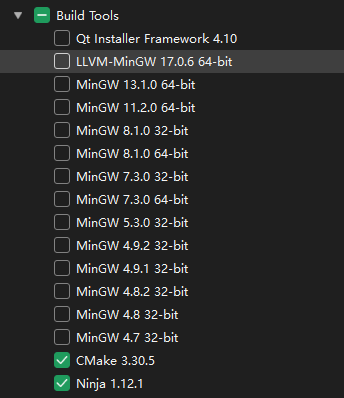 Build Tools
Qt Installer Framework 4.10
LLVM-MinGW 17.0.6 64-bit
MinGW 13.1.0 64-bit
MinGW 11.2.0 64-bit
MinGW 8.1.0 32-bit
MinGW 8.1.0 64-bit
MinGW 7.3.0 32-bit
MinGW 7.3.0 64-bit
MinGW 5.3.0 32-bit
MinGW 4.9.2 32-bit
MinGW 4.9.1 32-bit
MinGW 4.8.2 32-bit
MinGW 4.8 32-bit
MinGW 4.7 32-bit
CMake 3.30.5
Ninja 1.12.1